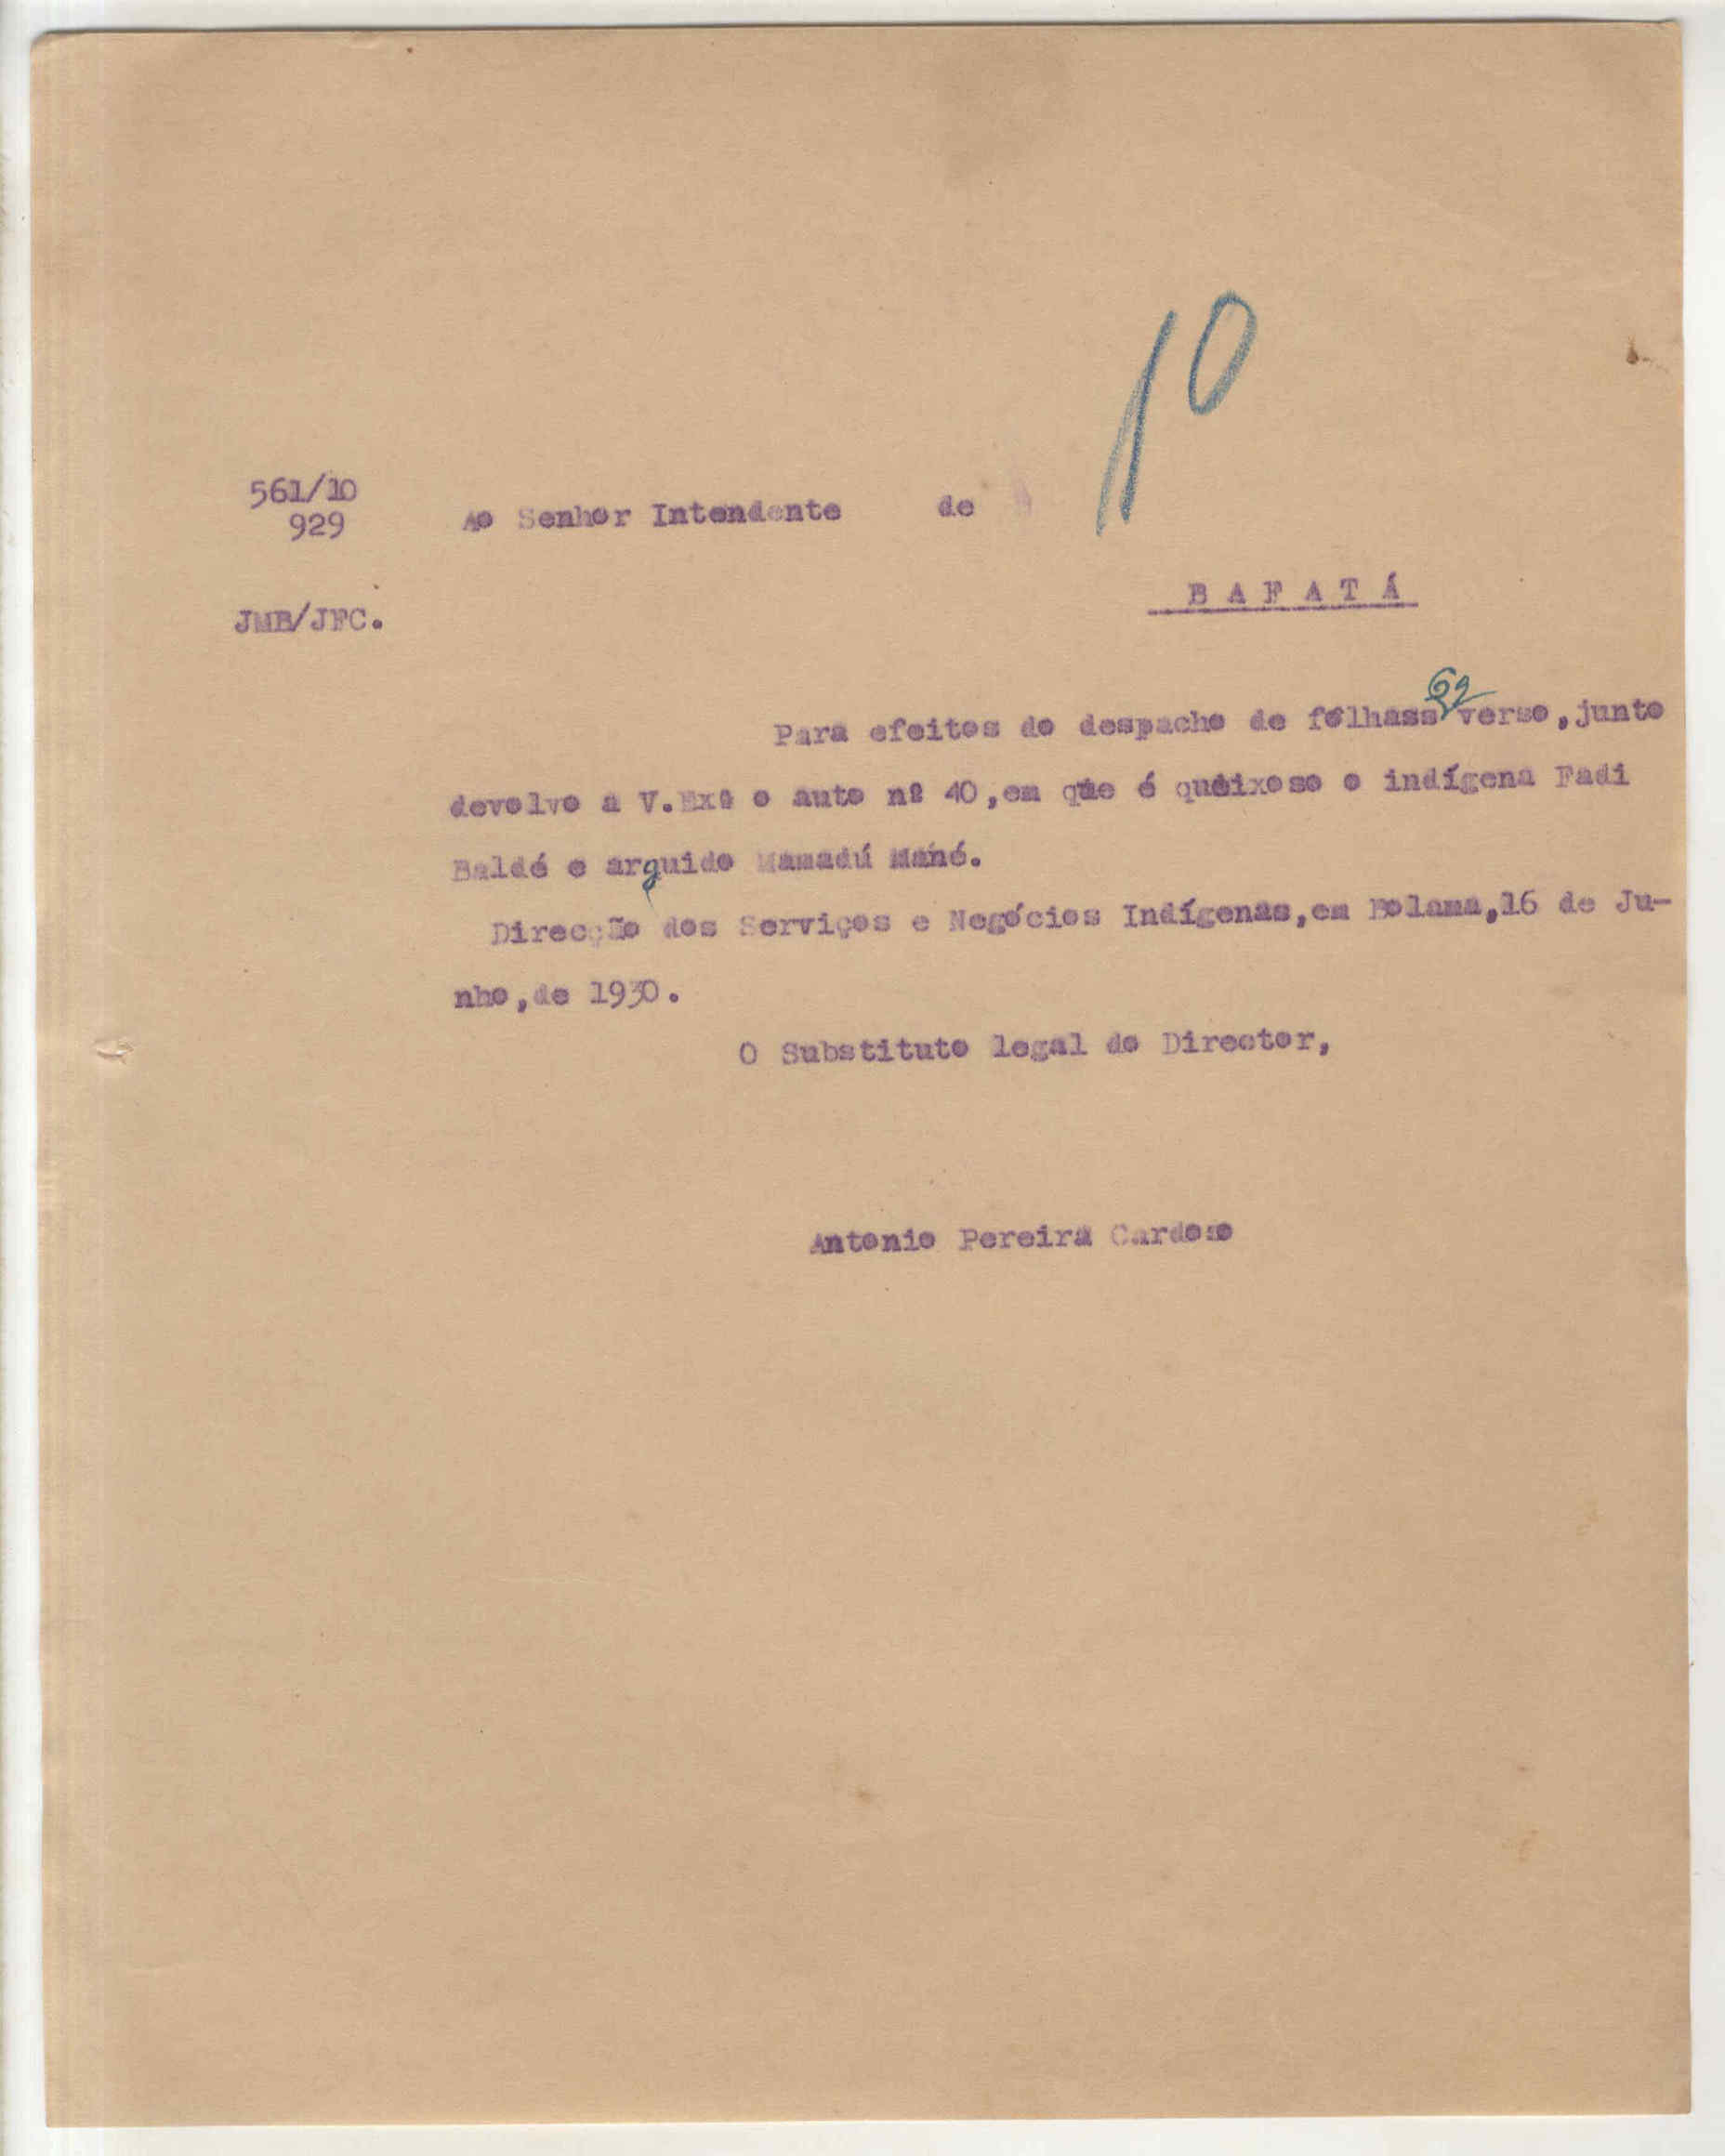 10
561/10
929
Ao Senhor Intendente de
BAFATÁ
JMB/JFC.
62
Para efeitos do despacho de fôlhass verso, junto
devolvo a V.Exª o auto nº 40,em que é queixoso o indígena Fadi
Baldé e arguido Mamadú Mané.
Direcção dos Serviços e Negócios Indígenas,em Bolama,16 de Ju-
nho,de 1930.
O Substituto legal do Director,
Antonio Pereira Cardoso